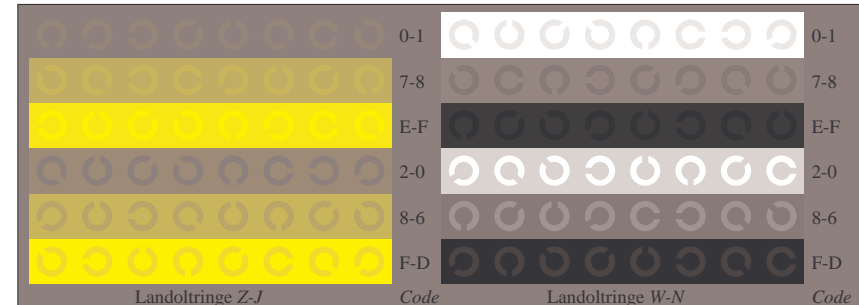 0-1 0-1
7-8 7-8
E-F E-F
2-0 2-0
8-6 8-6
F-D F-D
Landoltringe Z-J Code Landoltringe W-N Code